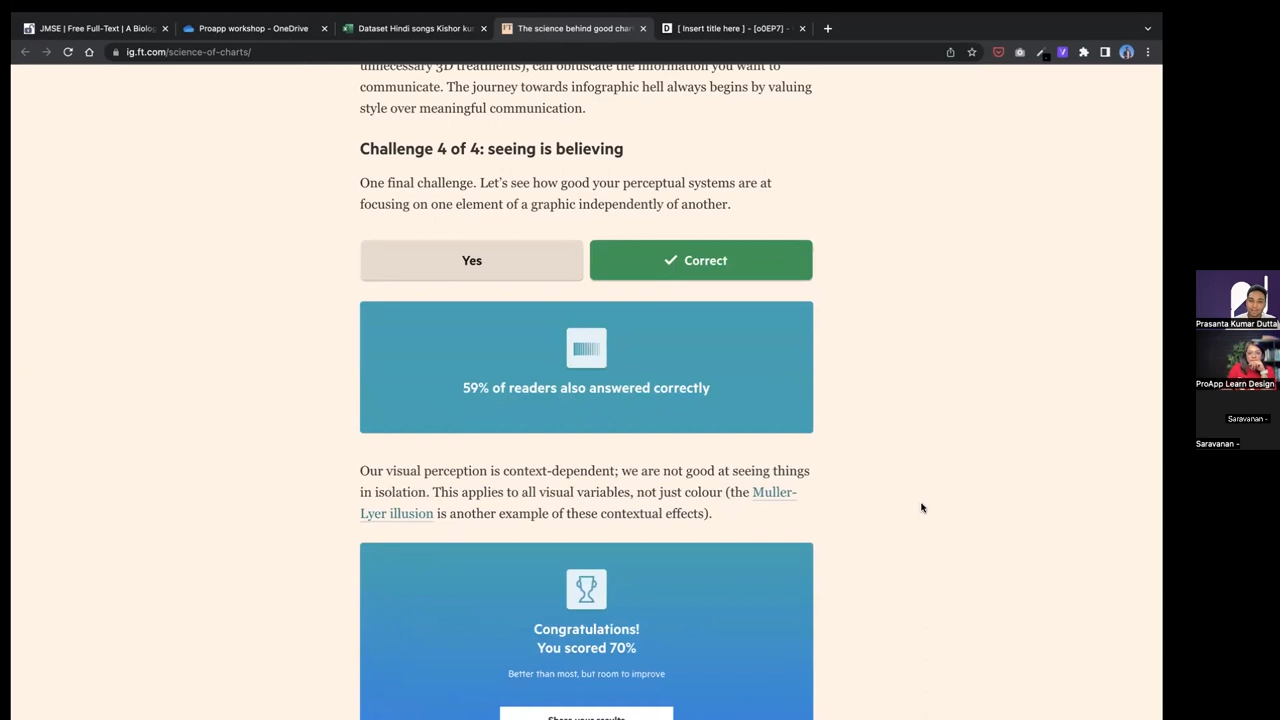 JMSE | Free Full-Text | A Biolog
Proapp workshop - OneDrive
Dataset Hindi songs Kishor kum
The science behind good char
[ Insert title here ] - [o0EP7] -
ig.ft.com/science-of-charts/
unnecessary 3D treatments), can obfuscate the information you want to
communicate. The journey towards infographic hell always begins by valuing
style over meaningful communication.
Challenge 4 of 4: seeing is believing
One final challenge. Let's see how good your perceptual systems are at
focusing on one element of a graphic independently of another.
Yes
Correct
59% of readers also answered correctly
Our visual perception is context-dependent; we are not good at seeing things
in isolation. This applies to all visual variables, not just colour (the Muller-
Lyer illusion is another example of these contextual effects).
Congratulations!
You scored 70%
Better than most, but room to improve
Share your results
Prasanta Kumar Dutta
ProApp Learn Design
Saravanan -
Saravanan -